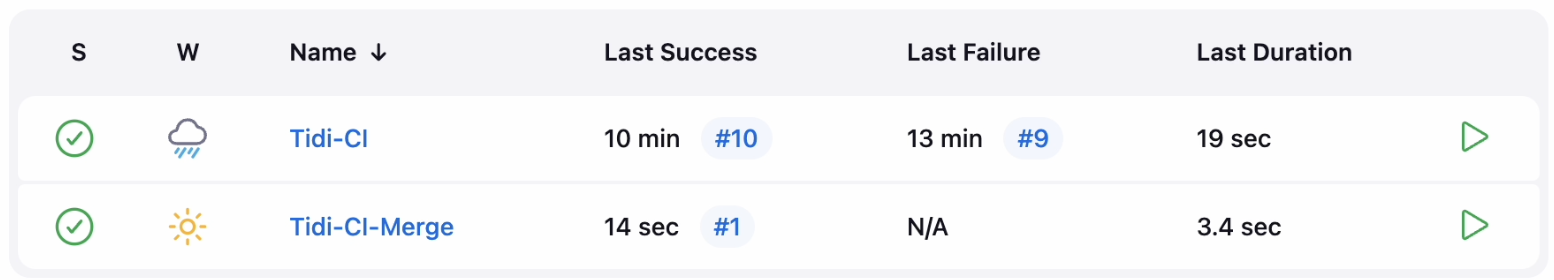 S W Name ↓ Last Success Last Failure Last Duration
Tidi-CI 10 min #10 13 min #9 19 sec
Tidi-CI-Merge 14 sec #1 N/A 3.4 sec